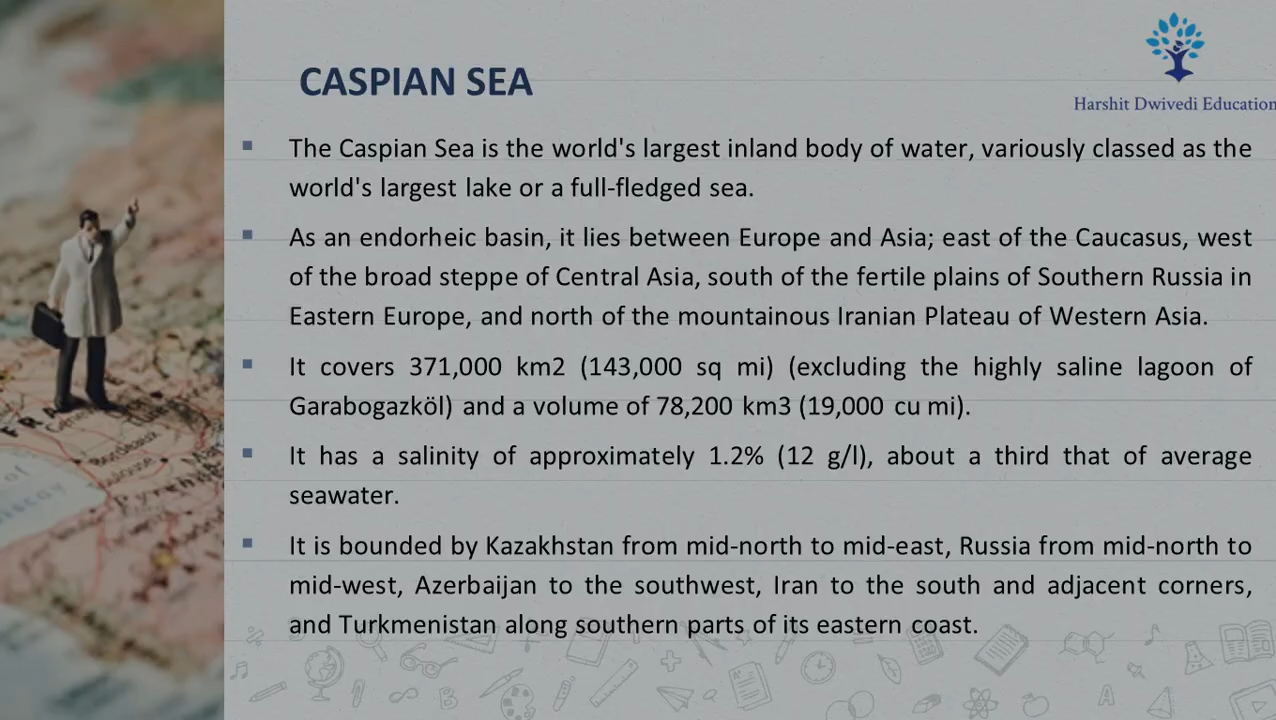 CASPIAN SEA
Harshit Dwivedi Education
The Caspian Sea is the world's largest inland body of water, variously classed as the
world's largest lake or a full-fledged sea.
As an endorheic basin, it lies between Europe and Asia; east of the Caucasus, west
of the broad steppe of Central Asia, south of the fertile plains of Southern Russia in
Eastern Europe, and north of the mountainous Iranian Plateau of Western Asia.
It covers 371,000 km2 (143,000 sq mi) (excluding the highly saline lagoon of
Garabogazköl) and a volume of 78,200 km3 (19,000 cu mi).
It has a salinity of approximately 1.2% (12 g/l), about a third that of average
seawater.
It is bounded by Kazakhstan from mid-north to mid-east, Russia from mid-north to
mid-west, Azerbaijan to the southwest, Iran to the south and adjacent corners,
and Turkmenistan along southern parts of its eastern coast.